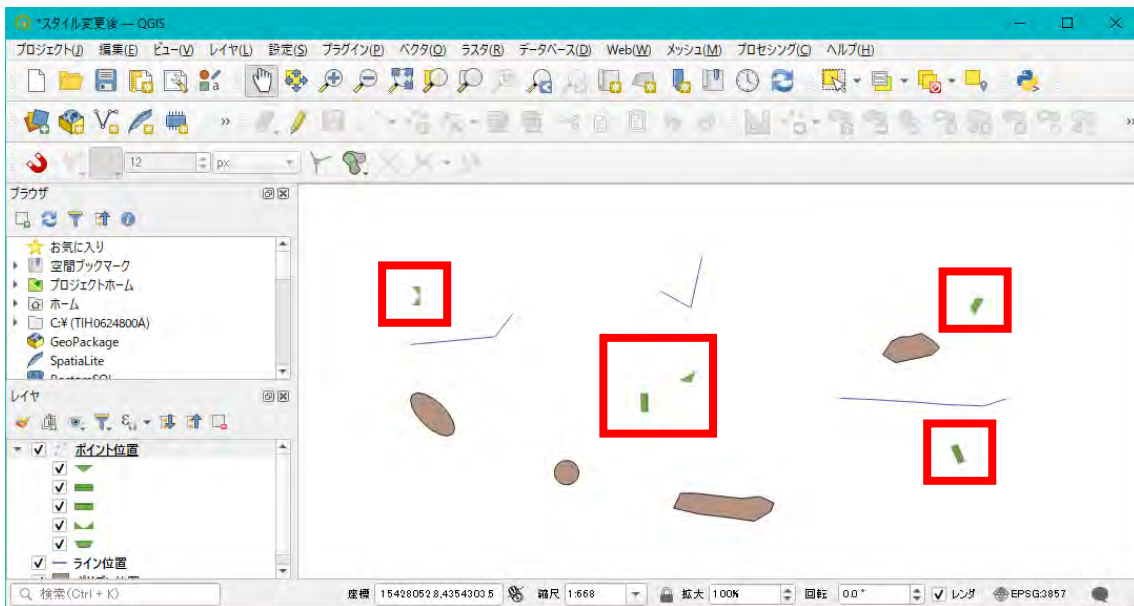 *スタイル変更後 — QGIS
プロジェクト(J) 編集(E) ビュー(V) レイヤ(L) 設定(S) プラグイン(P) ベクタ(O) ラスタ(R) データベース(D) Web(W) メッシュ(M) プロセシング(C) ヘルプ(H)
12 px
ブラウザ
お気に入り
空間ブックマーク
プロジェクトホーム
ホーム
C:¥ (TIH0624800A)
GeoPackage
SpatiaLite
PostgreSQL
レイヤ
ポイント位置
ライン位置
検索(Ctrl + K) 座標 15428052.8,4354303.5 縮尺 1:668 拡大 100% 回転 0.0 ° レンダ EPSG:3857